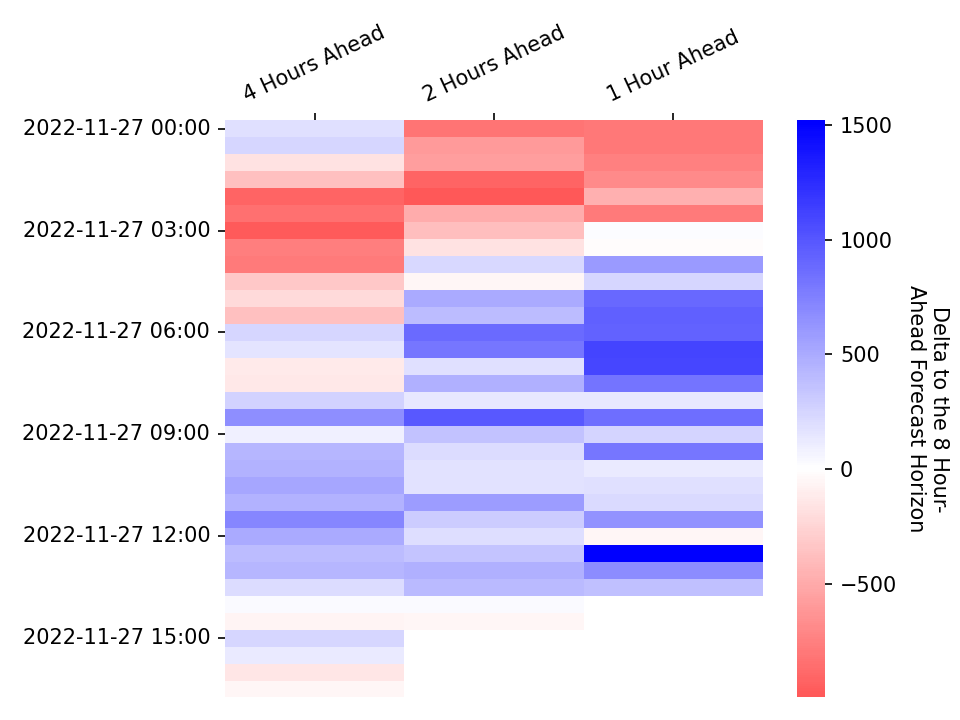 4 Hours Ahead
2 Hours Ahead
1 Hour Ahead
2022-11-27 00:00
2022-11-27 03:00
2022-11-27 06:00
2022-11-27 09:00
2022-11-27 12:00
2022-11-27 15:00
1500
1000
500
0
−500
Delta to the 8 Hour-
Ahead Forecast Horizon